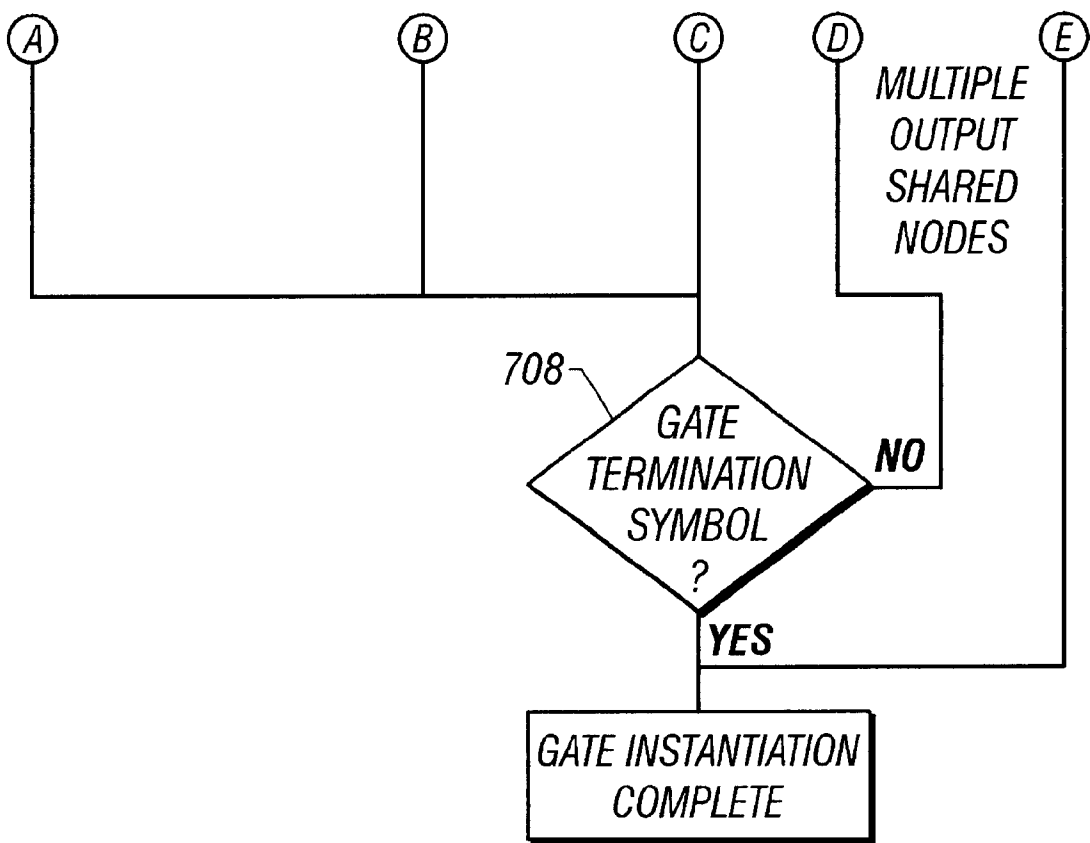 A B C D E
MULTIPLE
OUTPUT
SHARED
NODES
708
GATE
TERMINATION
SYMBOL
?
NO
YES
GATE INSTANTIATION
COMPLETE